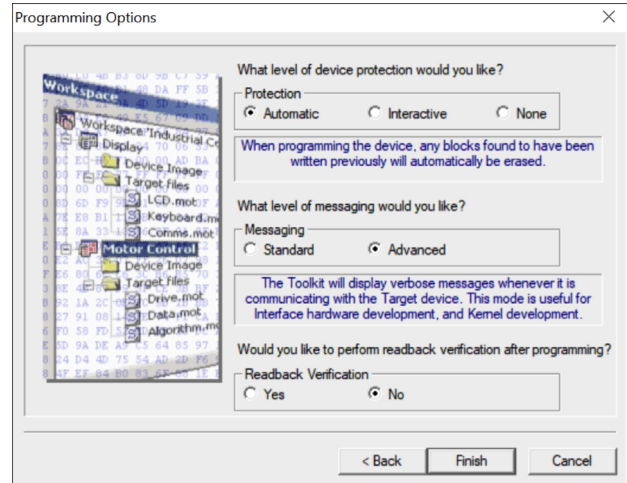 Programming Options
What level of device protection would you like?
Protection
Automatic Interactive None
When programming the device, any blocks found to have been
written previously will automatically be erased.
What level of messaging would you like?
Messaging
Standard Advanced
The Toolkit will display verbose messages whenever it is
communicating with the Target device. This mode is useful for
Interface hardware development, and Kernel development.
Would you like to perform readback verification after programming?
Readback Verification
Yes No
Workspace
Workspace 'Industrial
Display
Device Image
Target files
LCD.mot
Keyboard.m
Comms.mot
Motor Control
Device Image
Target files
Drive.mot
Data.mot
Algorithm.m
< Back Finish Cancel